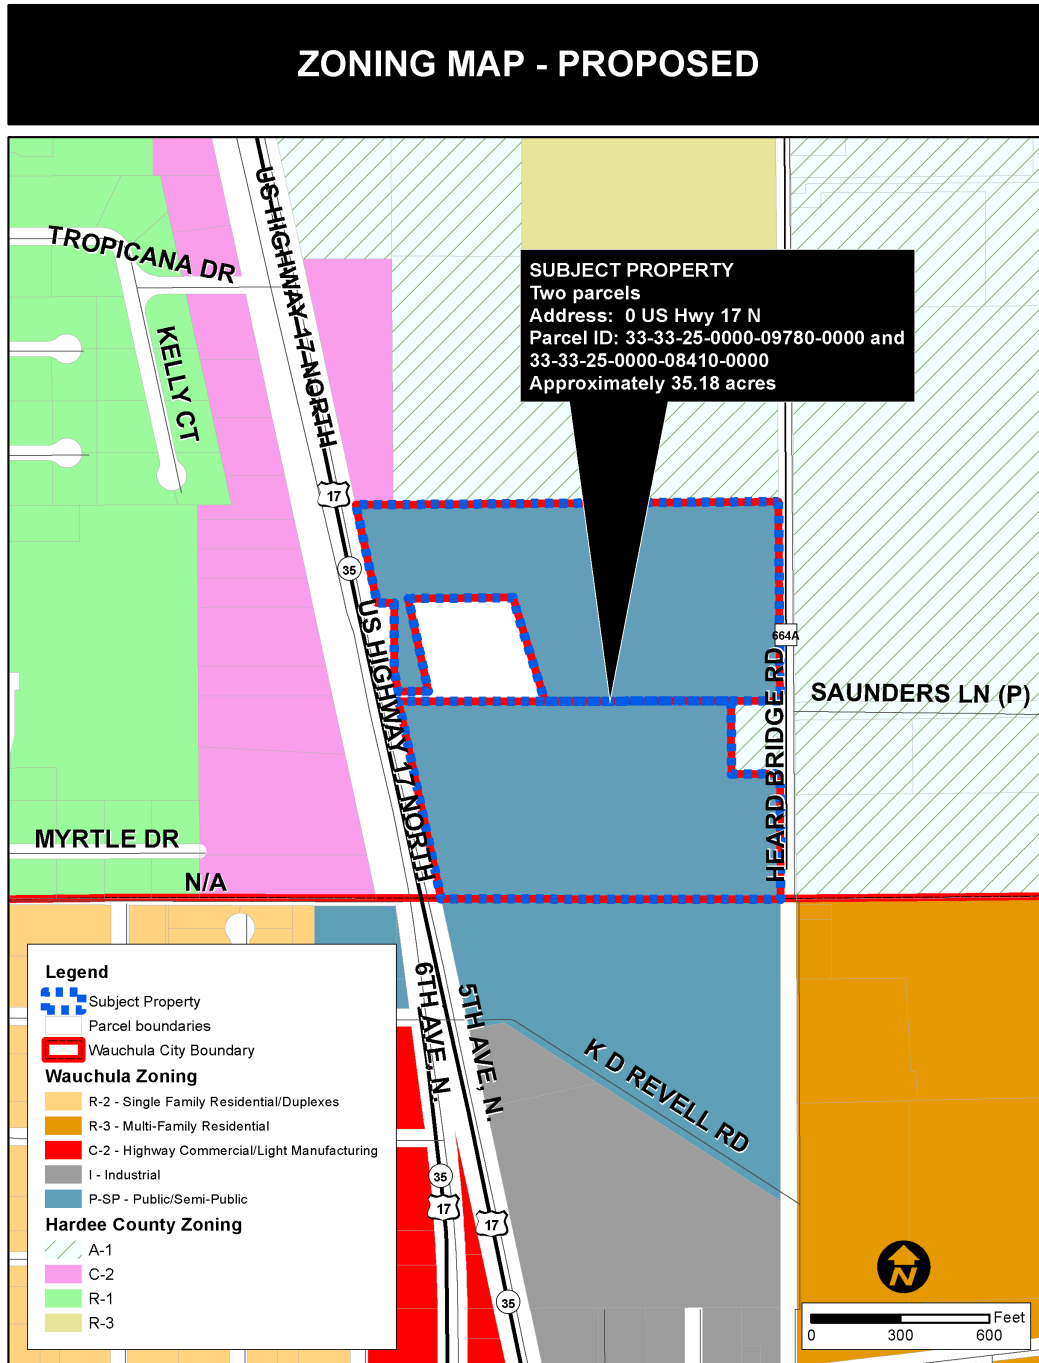 ZONING MAP - PROPOSED
US HIGHWAY 17 NORTH
TROPICANA DR
KELLY CT
SUBJECT PROPERTY
Two parcels
Address: 0 US Hwy 17 N
Parcel ID: 33-33-25-0000-09780-0000 and
33-33-25-0000-08410-0000
Approximately 35.18 acres
17
35
US HIGHWAY 17 NORTH
664A
HEARD BRIDGE RD
SAUNDERS LN (P)
MYRTLE DR
N/A
6TH AVE, N.
5TH AVE, N.
K D REVELL RD
35
17
17
35
Legend
Subject Property
Parcel boundaries
Wauchula City Boundary
Wauchula Zoning
R-2 - Single Family Residential/Duplexes
R-3 - Multi-Family Residential
C-2 - Highway Commercial/Light Manufacturing
I - Industrial
P-SP - Public/Semi-Public
Hardee County Zoning
A-1
C-2
R-1
R-3
N
Feet
0 300 600